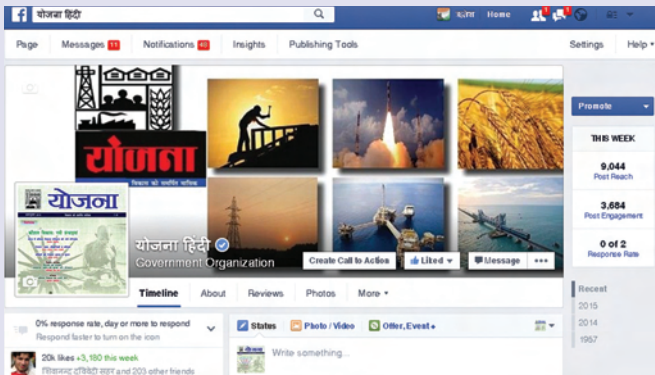 योजना हिंदी
Home
Page
Messages 11
Notifications 40
Insights
Publishing Tools
Settings
Help
योजना
विकास को समर्पित मासिक
योजना
योजना हिंदी
Government Organization
Create Call to Action
Liked
Message
Promote
THIS WEEK
9,044
Post Reach
3,684
Post Engagement
0 of 2
Response Rate
Recent
2015
2014
1957
Timeline
About
Reviews
Photos
More
0% response rate, day or more to respond
Respond faster to turn on the icon
20k likes +3,180 this week
and 203 other friends
Status
Photo / Video
Offer, Event +
Write something...